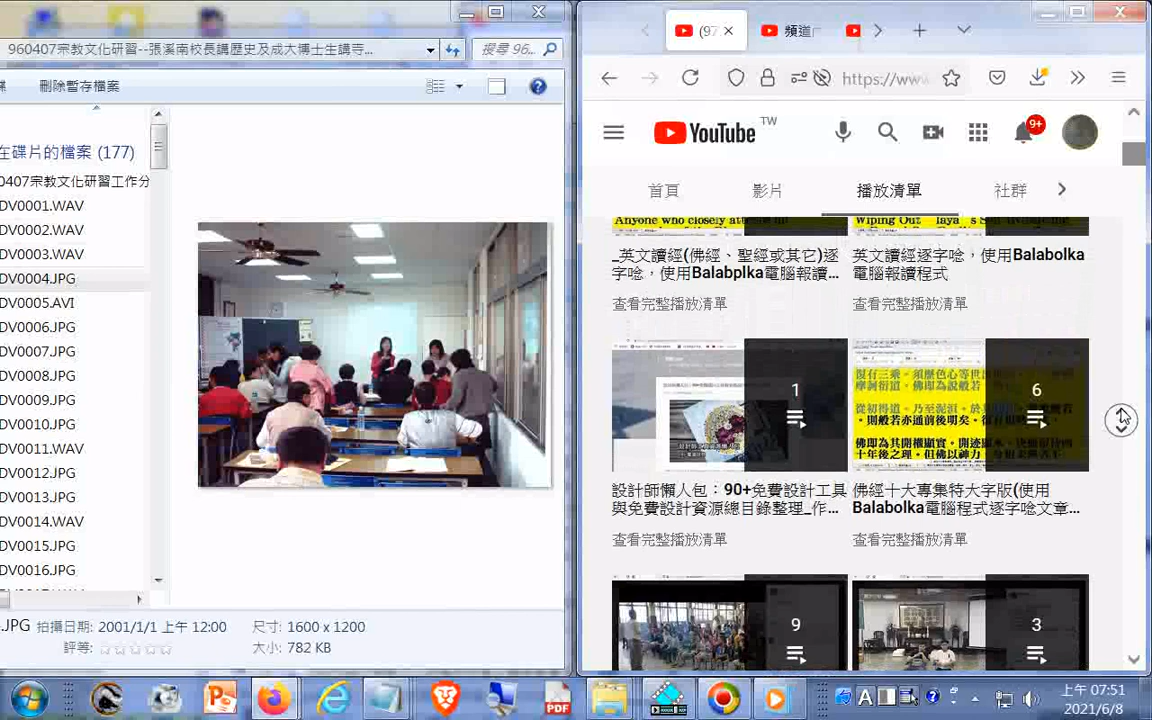 960407宗教文化研習--張溪南校長講歷史及成大博士生講等...
搜尋 96...
刪除暫存檔案
在碟片的檔案 (177)
0407宗教文化研習工作分
DV0001.WAV
DV0002.WAV
DV0003.WAV
DV0004.JPG
DV0005.AVI
DV0006.JPG
DV0007.JPG
DV0008.JPG
DV0009.JPG
DV0010.JPG
DV0011.WAV
DV0012.JPG
DV0013.JPG
DV0014.WAV
DV0015.JPG
DV0016.JPG
.JPG 拍攝日期: 2001/1/1 上午 12:00
尺寸: 1600 x 1200
評等:
大小: 782 KB
(97
頻道
https://www
YouTube TW
9+
首頁
影片
播放清單
社群
Anyone who closely
Wiping Out
_英文讀經(佛經、聖經或其它)逐
字唸，使用Balabplka電腦報讀...
查看完整播放清單
英文讀經逐字唸，使用Balabolka
電腦報讀程式
查看完整播放清單
1
6
設計師懶人包：90+免費設計工具
與免費設計資源總目錄整理_作...
查看完整播放清單
佛經十大專集特大字版(使用
Balabolka電腦程式逐字唸文章...
查看完整播放清單
9
3
PDF
A
上午 07:51
2021/6/8